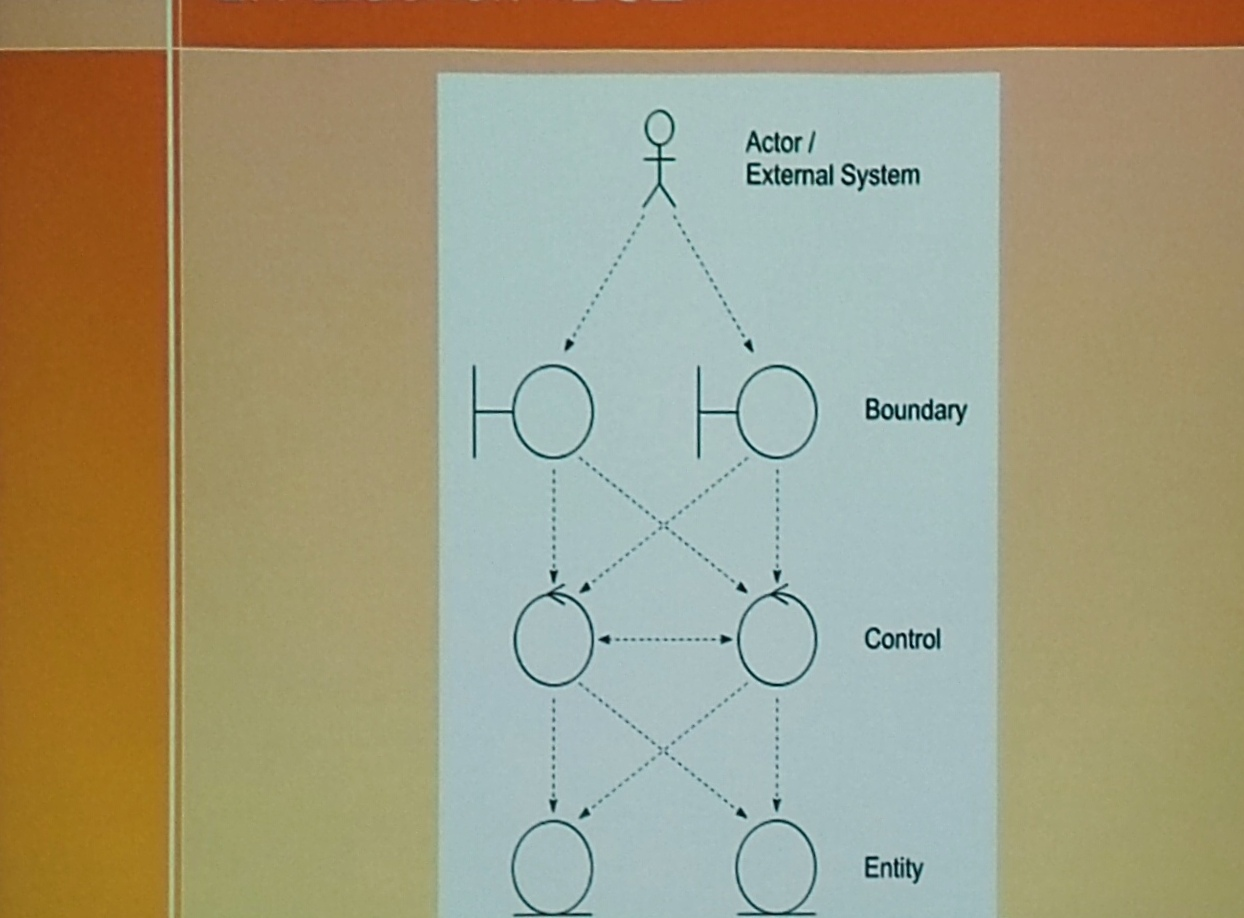 Actor /
External System
Boundary
Control
Entity